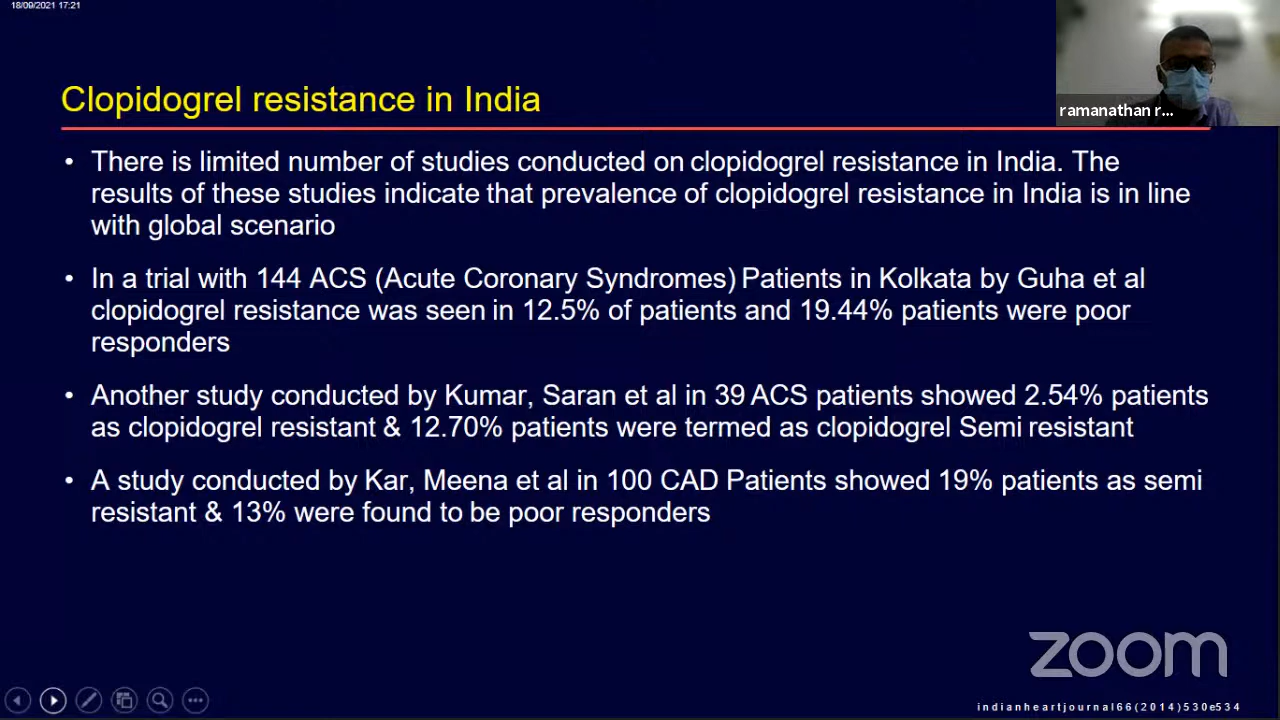 18/09/2021 17:21
ramanathan r...
Clopidogrel resistance in India
• There is limited number of studies conducted on clopidogrel resistance in India. The
results of these studies indicate that prevalence of clopidogrel resistance in India is in line
with global scenario
• In a trial with 144 ACS (Acute Coronary Syndromes) Patients in Kolkata by Guha et al
clopidogrel resistance was seen in 12.5% of patients and 19.44% patients were poor
responders
• Another study conducted by Kumar, Saran et al in 39 ACS patients showed 2.54% patients
as clopidogrel resistant & 12.70% patients were termed as clopidogrel Semi resistant
• A study conducted by Kar, Meena et al in 100 CAD Patients showed 19% patients as semi
resistant & 13% were found to be poor responders
zoom
indianheartjournal66(2014)530e534